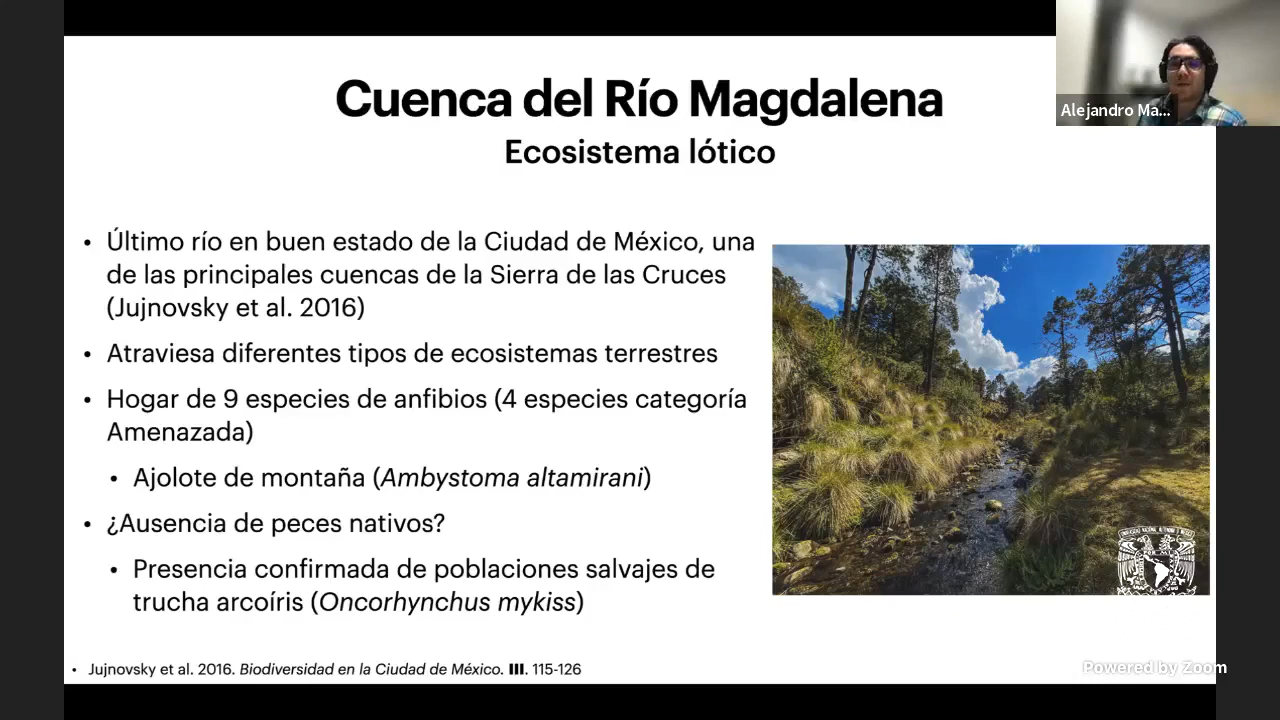 Cuenca del Río Magdalena
Alejandro Ma...
Ecosistema lótico
• Último río en buen estado de la Ciudad de México, una
de las principales cuencas de la Sierra de las Cruces
(Jujnovsky et al. 2016)
• Atraviesa diferentes tipos de ecosistemas terrestres
• Hogar de 9 especies de anfibios (4 especies categoría
Amenazada)
• Ajolote de montaña (Ambystoma altamirani)
• ¿Ausencia de peces nativos?
• Presencia confirmada de poblaciones salvajes de
trucha arcoíris (Oncorhynchus mykiss)
• Jujnovsky et al. 2016. Biodiversidad en la Ciudad de México. III. 115-126
Powered by Zoom